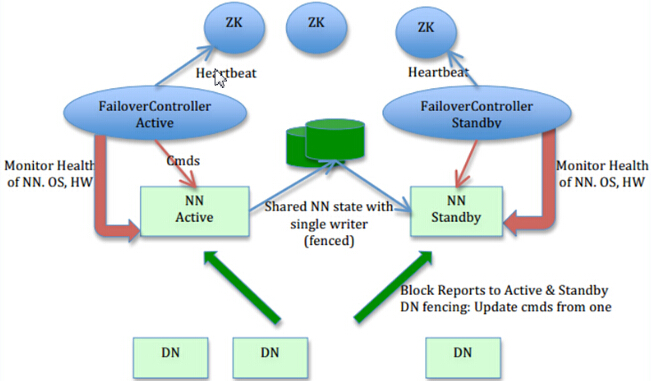 ZK
ZK
ZK
Heartbeat
Heartbeat
FailoverController
Active
FailoverController
Standby
Cmds
Monitor Health
of NN. OS, HW
Monitor Health
of NN. OS, HW
NN
Active
Shared NN state with
single writer
(fenced)
NN
Standby
Block Reports to Active & Standby
DN fencing: Update cmds from one
DN
DN
DN